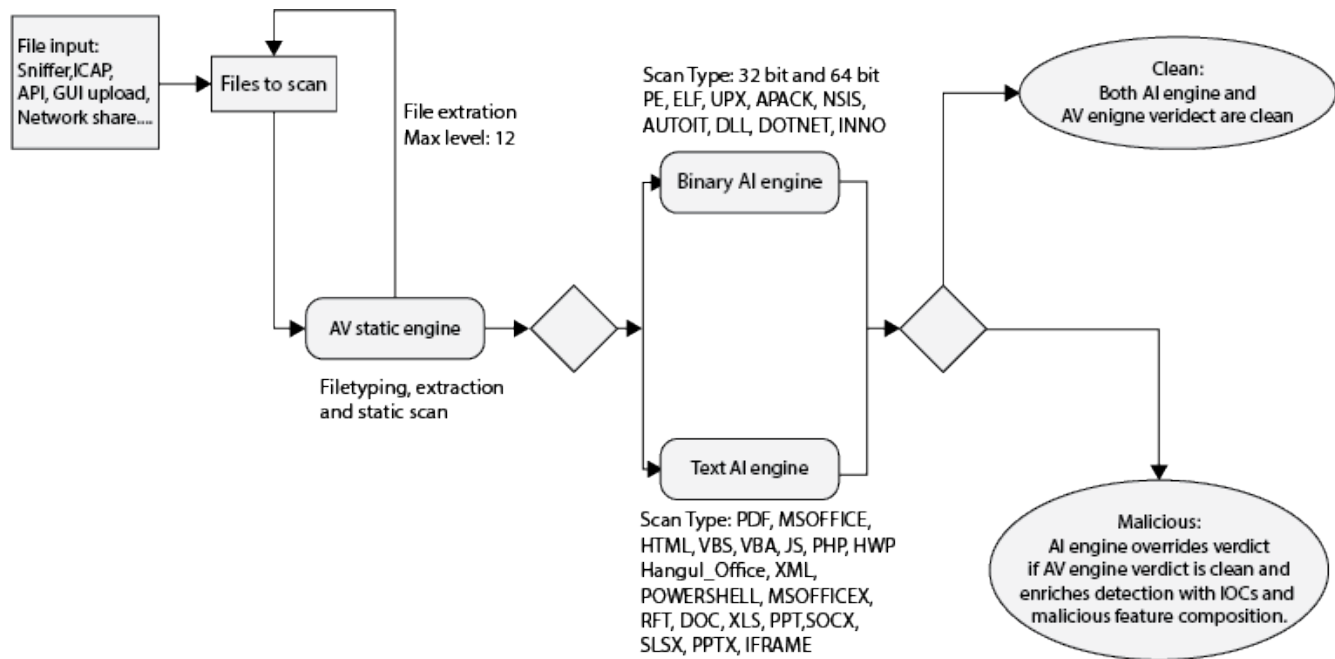 File input:
Sniffer,ICAP,
API, GUI upload,
Network share....
Files to scan
File extration
Max level: 12
AV static engine
Filetyping, extraction
and static scan
Scan Type: 32 bit and 64 bit
PE, ELF, UPX, APACK, NSIS,
AUTOIT, DLL, DOTNET, INNO
Binary AI engine
Text AI engine
Scan Type: PDF, MSOFFICE,
HTML, VBS, VBA, JS, PHP, HWP
Hangul_Office, XML,
POWERSHELL, MSOFFICEX,
RFT, DOC, XLS, PPT,SOCX,
SLSX, PPTX, IFRAME
Clean:
Both AI engine and
AV enigne veridect are clean
Malicious:
AI engine overrides verdict
if AV engine verdict is clean and
enriches detection with IOCs and
malicious feature composition.